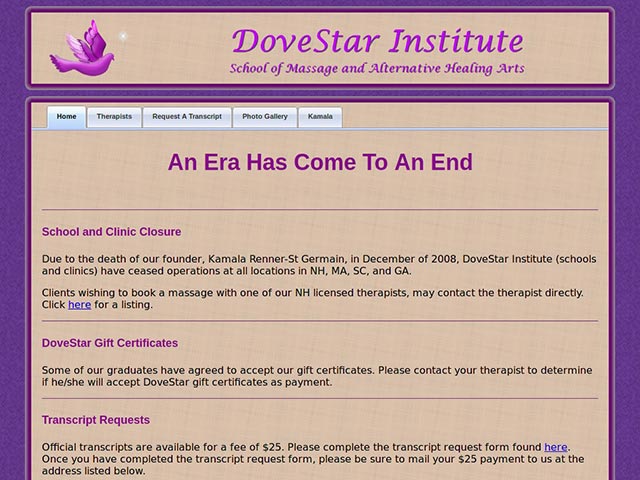 DoveStar Institute
School of Massage and Alternative Healing Arts
Home Therapists Request A Transcript Photo Gallery Kamala
An Era Has Come To An End
School and Clinic Closure
Due to the death of our founder, Kamala Renner-St Germain, in December of 2008, DoveStar Institute (schools
and clinics) have ceased operations at all locations in NH, MA, SC, and GA.
Clients wishing to book a massage with one of our NH licensed therapists, may contact the therapist directly.
Click here for a listing.
DoveStar Gift Certificates
Some of our graduates have agreed to accept our gift certificates. Please contact your therapist to determine
if he/she will accept DoveStar gift certificates as payment.
Transcript Requests
Official transcripts are available for a fee of $25. Please complete the transcript request form found here.
Once you have completed the transcript request form, please be sure to mail your $25 payment to us at the
address listed below.